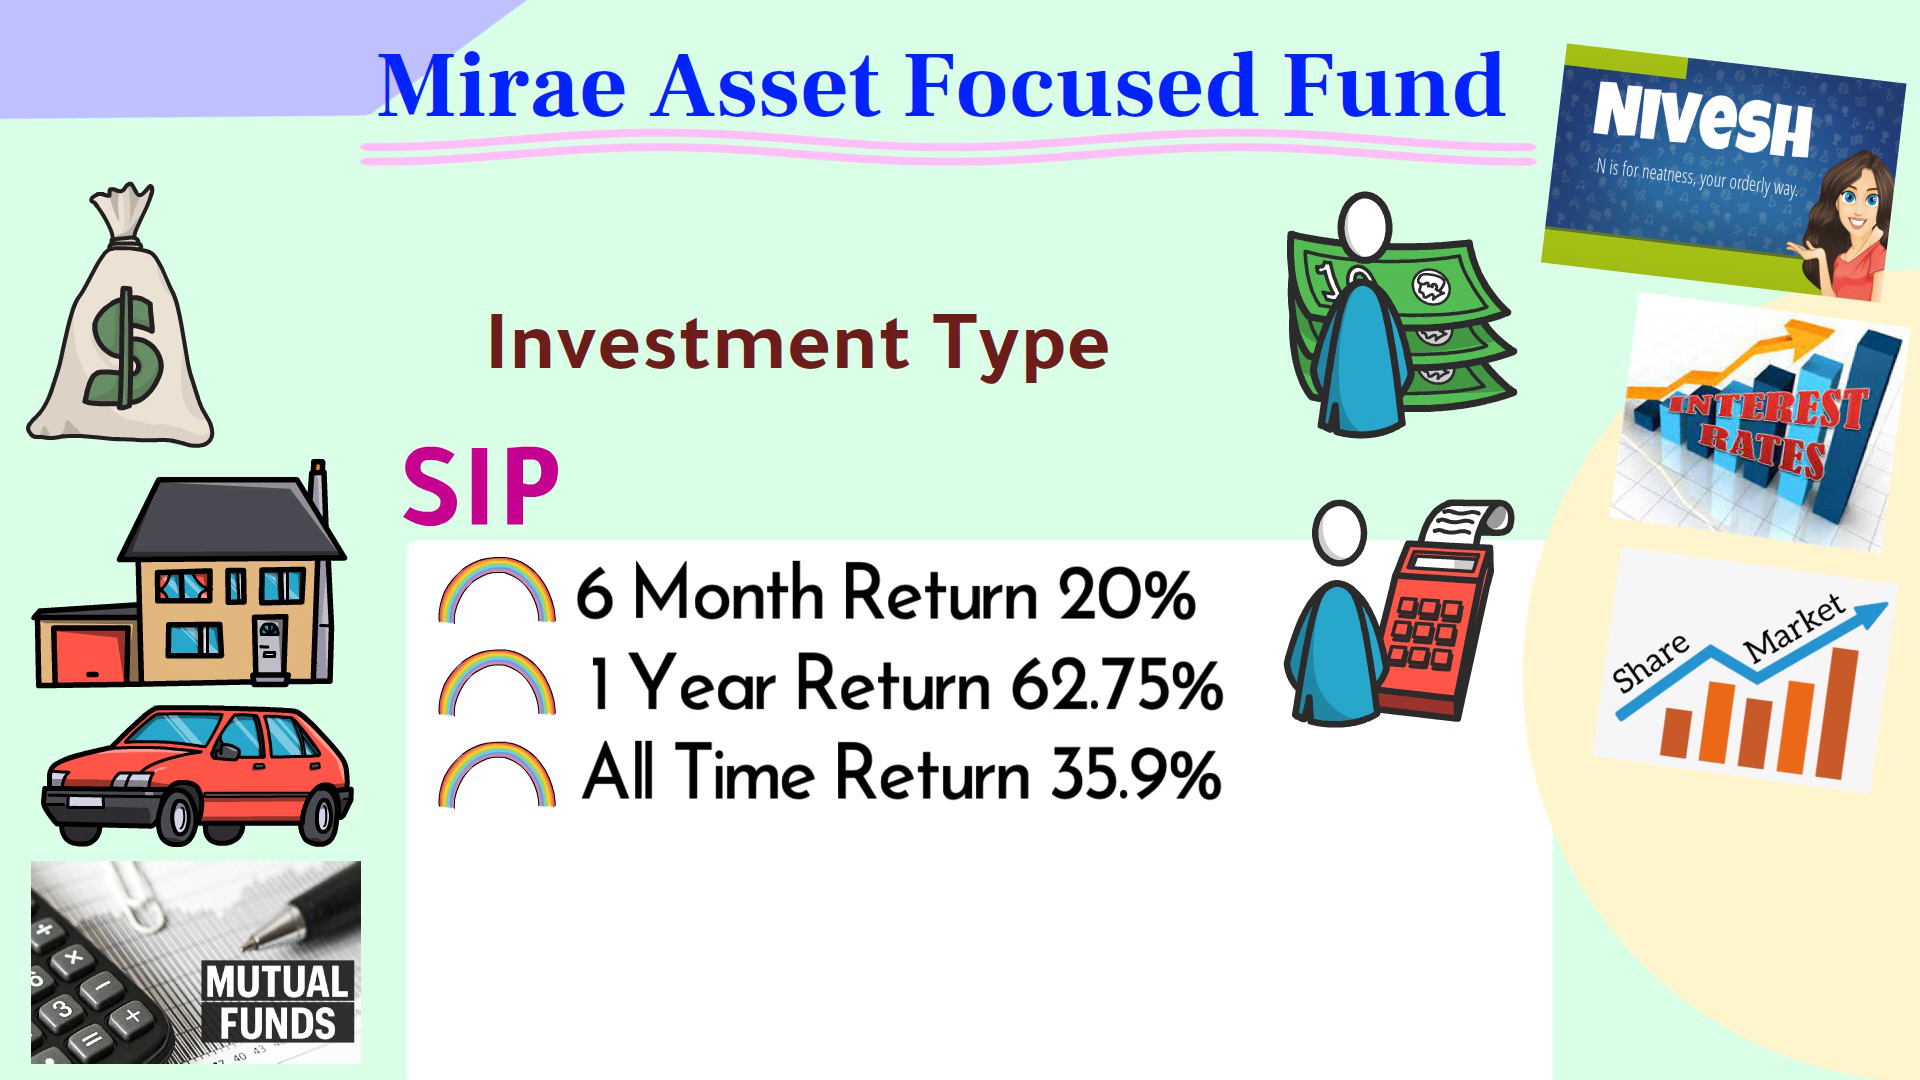 Mirae Asset Focused Fund
NIVESH
N is for neatness, your orderly way.
Investment Type
INTEREST
RATES
SIP
6 Month Return 20%
1 Year Return 62.75%
All Time Return 35.9%
Share Market
MUTUAL
FUNDS